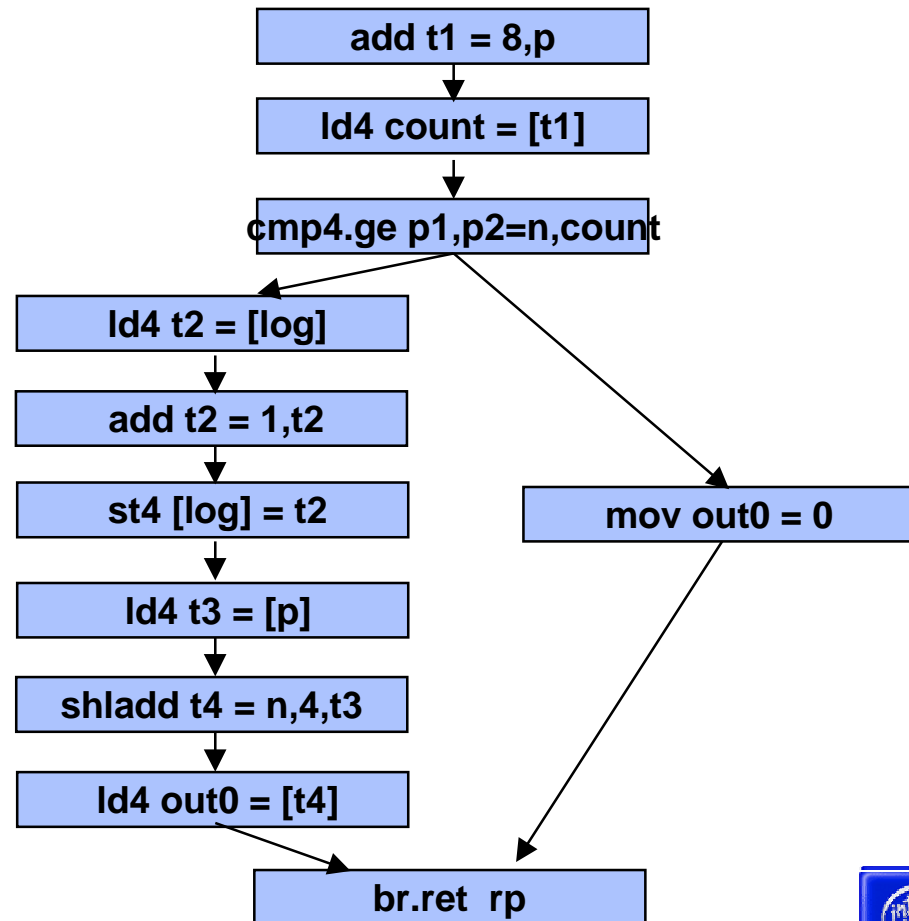 add t1 = 8,p
ld4 count = [t1]
cmp4.ge p1,p2=n,count
ld4 t2 = [log]
add t2 = 1,t2
st4 [log] = t2
mov out0 = 0
ld4 t3 = [p]
shladd t4 = n,4,t3
ld4 out0 = [t4]
br.ret rp